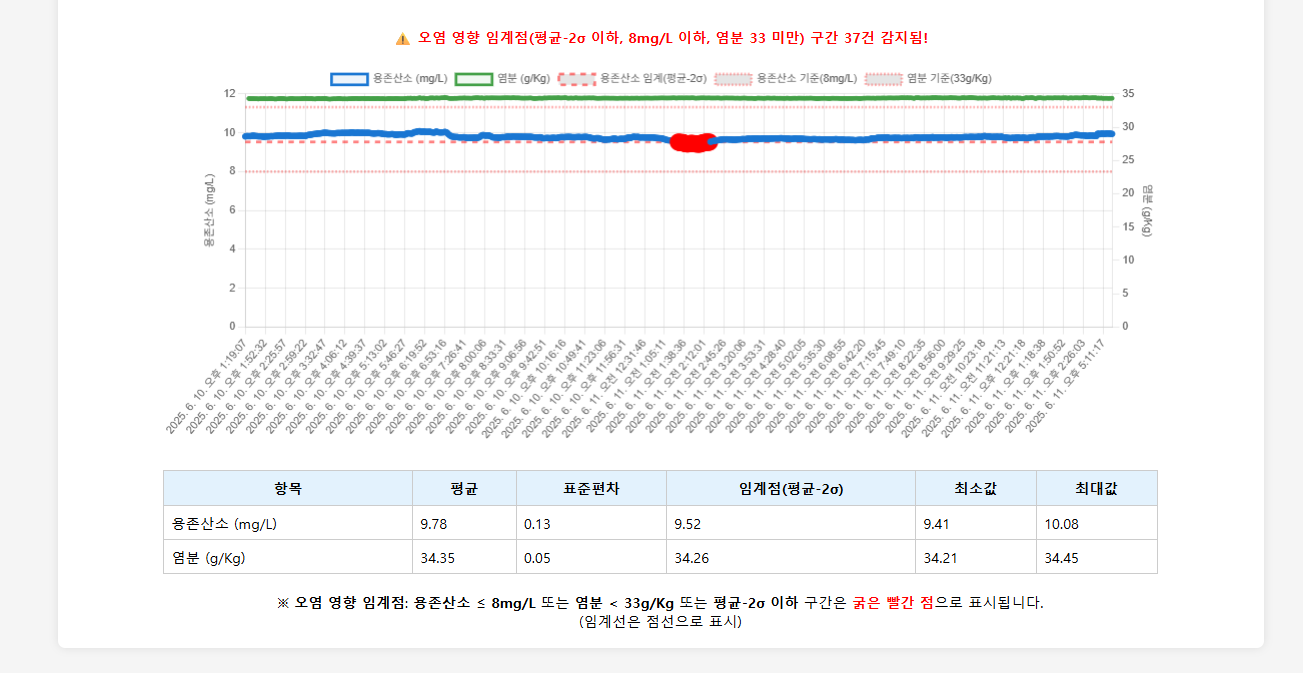 ⚠ 오염 영향 임계점(평균-2σ 이하, 8mg/L 이하, 염분 33 미만) 구간 37건 감지됨!
용존산소 (mg/L) 염분 (g/Kg) 용존산소 임계(평균-2σ) 용존산소 기준(8mg/L) 염분 기준(33g/Kg)
12
10
8
6
4
2
0
용존산소 (mg/L)
35
30
25
20
15
10
5
0
염분 (g/Kg)
2025. 6. 10. 오후 1:19:07
2025. 6. 10. 오후 1:52:32
2025. 6. 10. 오후 2:25:57
2025. 6. 10. 오후 2:59:22
2025. 6. 10. 오후 3:32:47
2025. 6. 10. 오후 4:06:12
2025. 6. 10. 오후 4:39:37
2025. 6. 10. 오후 5:13:02
2025. 6. 10. 오후 5:46:27
2025. 6. 10. 오후 6:19:52
2025. 6. 10. 오후 6:53:16
2025. 6. 10. 오후 7:26:41
2025. 6. 10. 오후 8:00:06
2025. 6. 10. 오후 8:33:31
2025. 6. 10. 오후 9:06:56
2025. 6. 10. 오후 9:42:51
2025. 6. 10. 오후 10:16:16
2025. 6. 10. 오후 10:49:41
2025. 6. 10. 오후 11:23:06
2025. 6. 10. 오후 11:56:31
2025. 6. 11. 오전 12:31:46
2025. 6. 11. 오전 1:05:11
2025. 6. 11. 오전 1:38:36
2025. 6. 11. 오전 2:12:01
2025. 6. 11. 오전 2:45:26
2025. 6. 11. 오전 3:20:06
2025. 6. 11. 오전 3:53:31
2025. 6. 11. 오전 4:28:40
2025. 6. 11. 오전 5:02:05
2025. 6. 11. 오전 5:35:30
2025. 6. 11. 오전 6:08:55
2025. 6. 11. 오전 6:42:20
2025. 6. 11. 오전 7:15:45
2025. 6. 11. 오전 7:49:10
2025. 6. 11. 오전 8:22:35
2025. 6. 11. 오전 8:56:00
2025. 6. 11. 오전 9:29:25
2025. 6. 11. 오전 10:23:18
2025. 6. 11. 오전 11:21:13
2025. 6. 11. 오후 12:21:18
2025. 6. 11. 오후 1:18:38
2025. 6. 11. 오후 1:50:52
2025. 6. 11. 오후 2:26:03
2025. 6. 11. 오후 5:11:17
항목 평균 표준편차 임계점(평균-2σ) 최소값 최대값
용존산소 (mg/L) 9.78 0.13 9.52 9.41 10.08
염분 (g/Kg) 34.35 0.05 34.26 34.21 34.45
※ 오염 영향 임계점: 용존산소 ≤ 8mg/L 또는 염분 < 33g/Kg 또는 평균-2σ 이하 구간은 굵은 빨간 점으로 표시됩니다.
(임계선은 점선으로 표시)